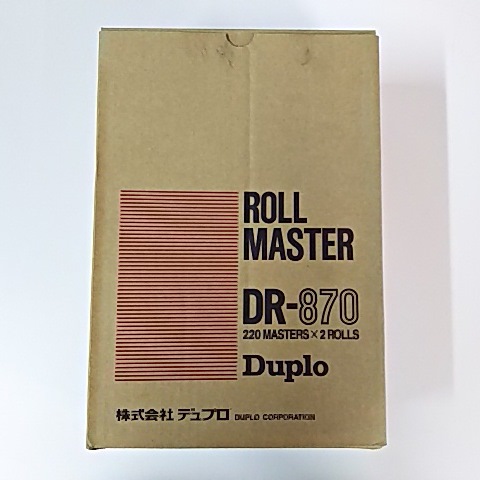 ROLL
MASTER
DR-870
220 MASTERS×2 ROLLS
Duplo
株式会社 デュプロ DUPLO CORPORATION